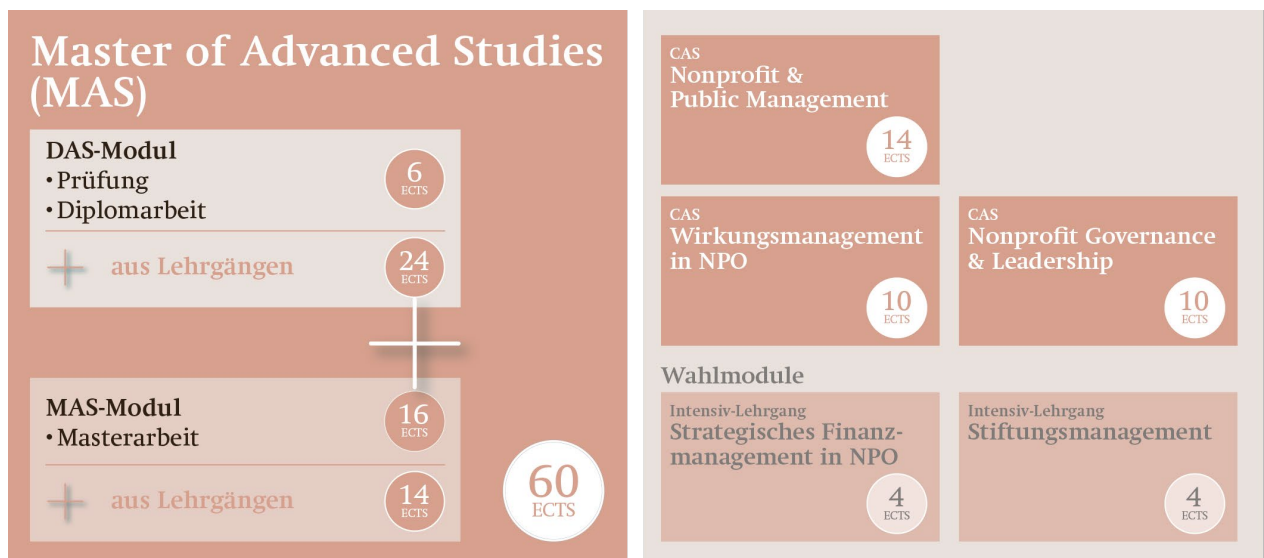 Master of Advanced Studies
(MAS)
DAS-Modul
• Prüfung
• Diplomarbeit
6
ECTS
+ aus Lehrgängen
24
ECTS
+
MAS-Modul
• Masterarbeit
16
ECTS
+ aus Lehrgängen
14
ECTS
60
ECTS
CAS
Nonprofit &
Public Management
14
ECTS
CAS
Wirkungsmanagement
in NPO
10
ECTS
CAS
Nonprofit Governance
& Leadership
10
ECTS
Wahlmodule
Intensiv-Lehrgang
Strategisches Finanz-
management in NPO
4
ECTS
Intensiv-Lehrgang
Stiftungsmanagement
4
ECTS